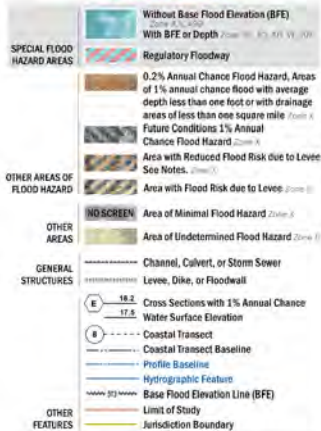 Without Base Flood Elevation (BFE)
Zone A, V, A99
With BFE or Depth Zone AE, AO, AH, VE, AR
SPECIAL FLOOD
HAZARD AREAS
Regulatory Floodway
0.2% Annual Chance Flood Hazard, Areas
of 1% annual chance flood with average
depth less than one foot or with drainage
areas of less than one square mile Zone X
Future Conditions 1% Annual
Chance Flood Hazard Zone X
Area with Reduced Flood Risk due to Levee
See Notes. Zone X
OTHER AREAS OF
FLOOD HAZARD
Area with Flood Risk due to Levee Zone D
NO SCREEN Area of Minimal Flood Hazard Zone X
OTHER
AREAS
Area of Undetermined Flood Hazard Zone D
GENERAL
STRUCTURES
Channel, Culvert, or Storm Sewer
Levee, Dike, or Floodwall
E 18.2 Cross Sections with 1% Annual Chance
17.5 Water Surface Elevation
8 Coastal Transect
Coastal Transect Baseline
Profile Baseline
Hydrographic Feature
513 Base Flood Elevation Line (BFE)
OTHER
FEATURES
Limit of Study
Jurisdiction Boundary